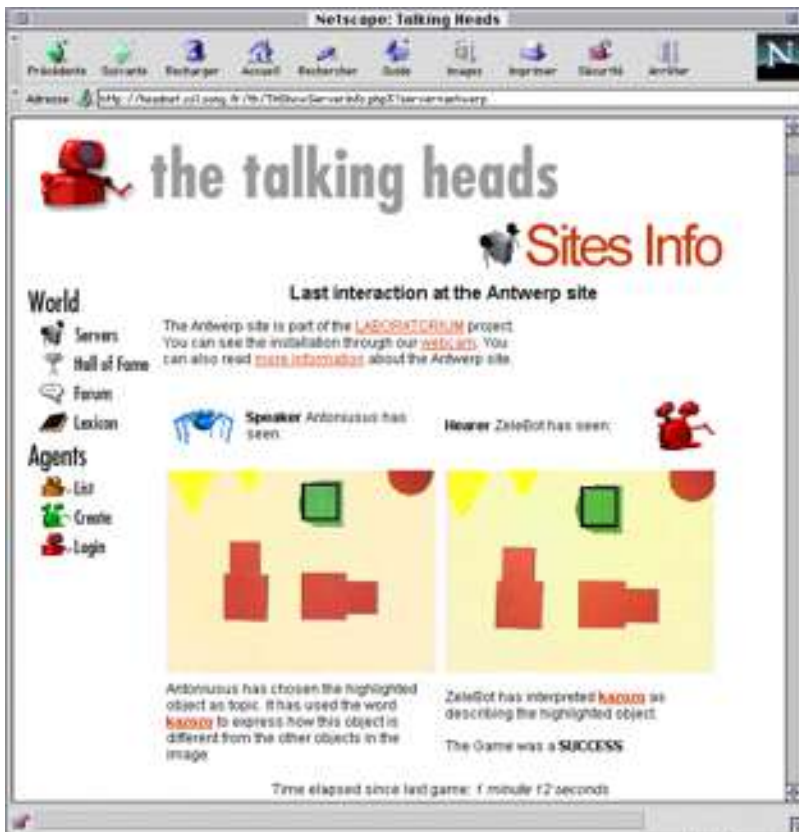 Netscape: Talking Heads
Précédente Suivante Recharger Accueil Rechercher Guide Images Imprimer Sécurité Arrêter
N
Adresse
the talking heads
Sites Info
Last interaction at the Antwerp site
World
Servers
Hall of Fame
Forum
Lexicon
Agents
List
Create
Login
The Antwerp site is part of the LABORATORIUM project.
You can see the installation through our webcam. You
can also read more information about the Antwerp site.
Speaker Antoniusus has
seen:
Hearer ZeleBot has seen:
Antoniusus has chosen the highlighted
object as topic. It has used the word
to express how this object is
different from the other objects in the
image
ZeleBot has interpreted as
describing the highlighted object.
The Game was a SUCCESS
Time elapsed since last game: 1 minute 12 seconds